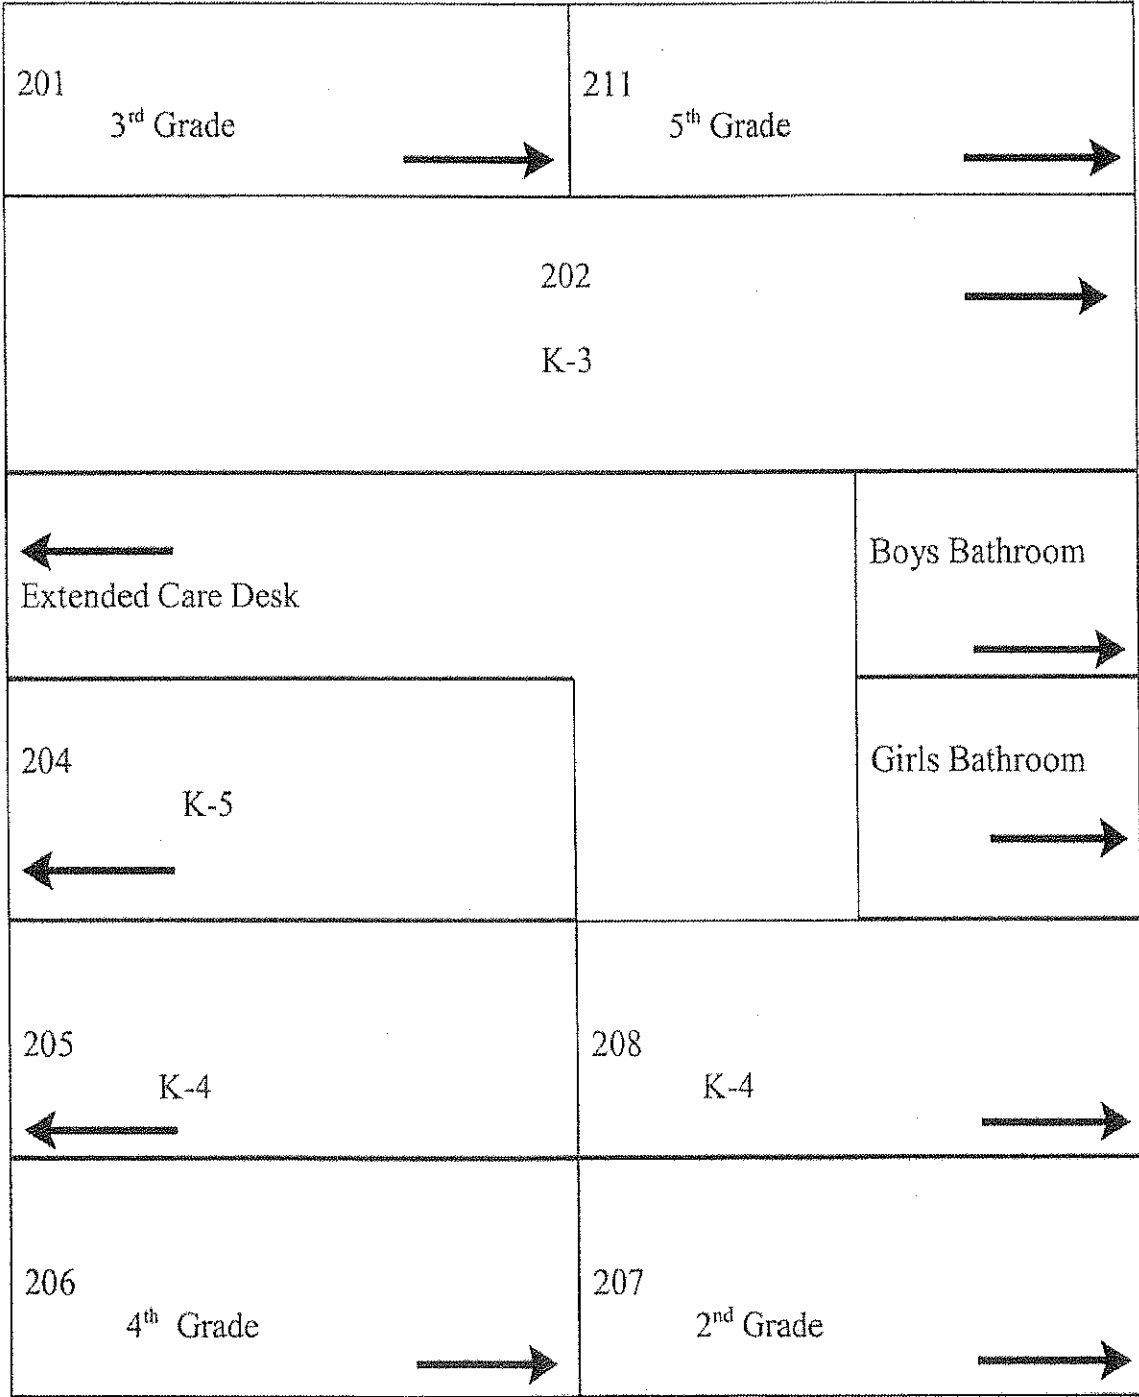 201
3rd Grade
211
5th Grade
202
K-3
Extended Care Desk
Boys Bathroom
204
K-5
Girls Bathroom
205
K-4
208
K-4
206
4th Grade
207
2nd Grade